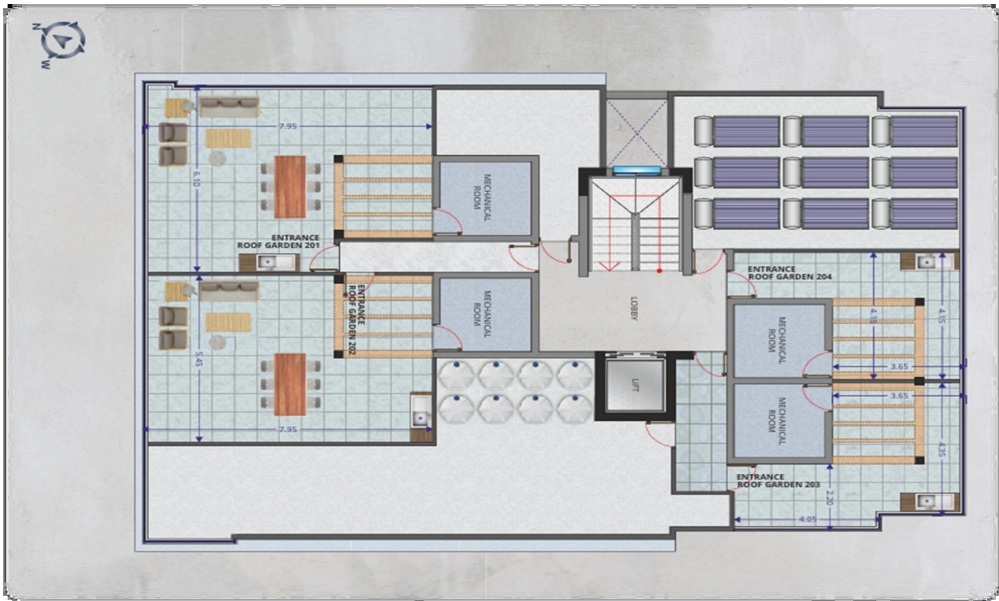 N
W
7.95
6.10
MECHANICAL
ROOM
ENTRANCE
ROOF GARDEN 201
ENTRANCE
ROOF GARDEN 202
MECHANICAL
ROOM
5.45
7.95
LOBBY
LIFT
ENTRANCE
ROOF GARDEN 204
4.15
4.15
MECHANICAL
ROOM
3.65
3.65
MECHANICAL
ROOM
4.35
ENTRANCE
ROOF GARDEN 203
2.20
4.05